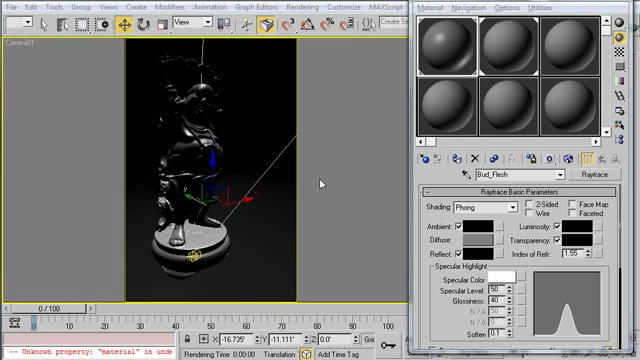 Edit Tools Group Views Create Modifiers Animation Graph Editors Rendering Customize MAXScript
View
Create Se
Camera01
Material Navigation Options Utilities
Bud_Flesh
Raytrace
Raytrace Basic Parameters
Shading: Phong
2-Sided
Face Map
Wire
Faceted
Ambient:
Luminosity:
Diffuse:
Transparency:
Reflect:
Index of Refr: 1.55
Specular Highlight
Specular Color
Specular Level: 50
Glossiness: 40
N/A 50
N/A 0
Soften 0.1
0 / 100
0 10 20 30 40 50 60 70 80 90 100
-- Unknown property: "material" in unde
X: -16.735" Y: -11.111" Z: 0.0"
Rendering Time 0:00:00
Translation
Add Time Tag